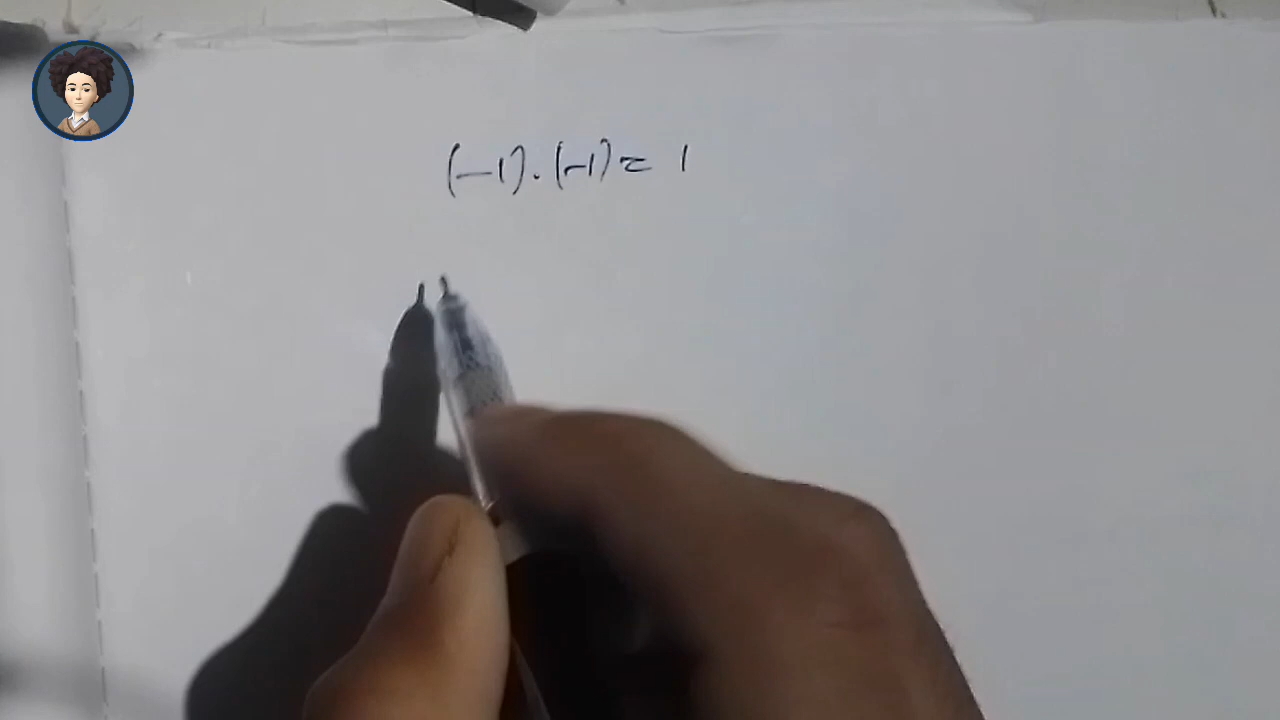 (-1).(-1) = 1